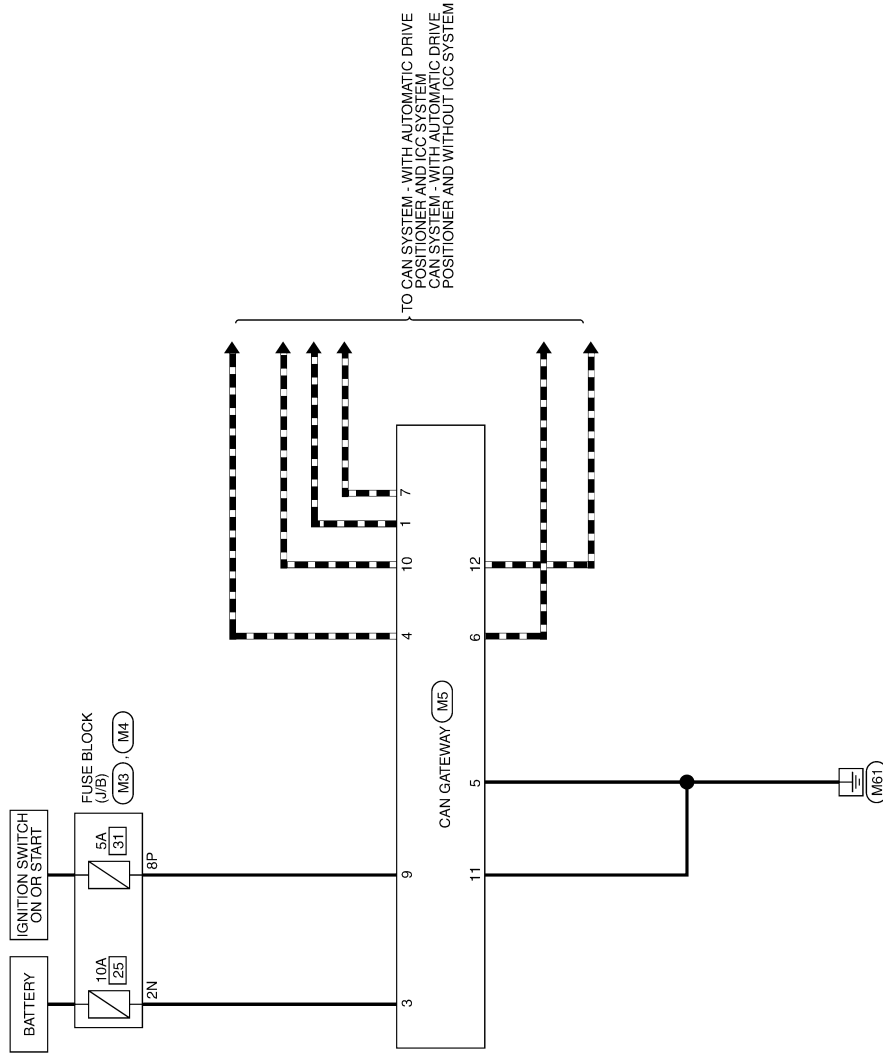 BATTERY
IGNITION SWITCH
ON OR START
10A
25
5A
31
FUSE BLOCK
(J/B)
M3 , M4
2N
8P
3
9
4
10
1
7
CAN GATEWAY M5
11
5
6
12
M61
TO CAN SYSTEM - WITH AUTOMATIC DRIVE
POSITIONER AND ICC SYSTEM
CAN SYSTEM - WITH AUTOMATIC DRIVE
POSITIONER AND WITHOUT ICC SYSTEM